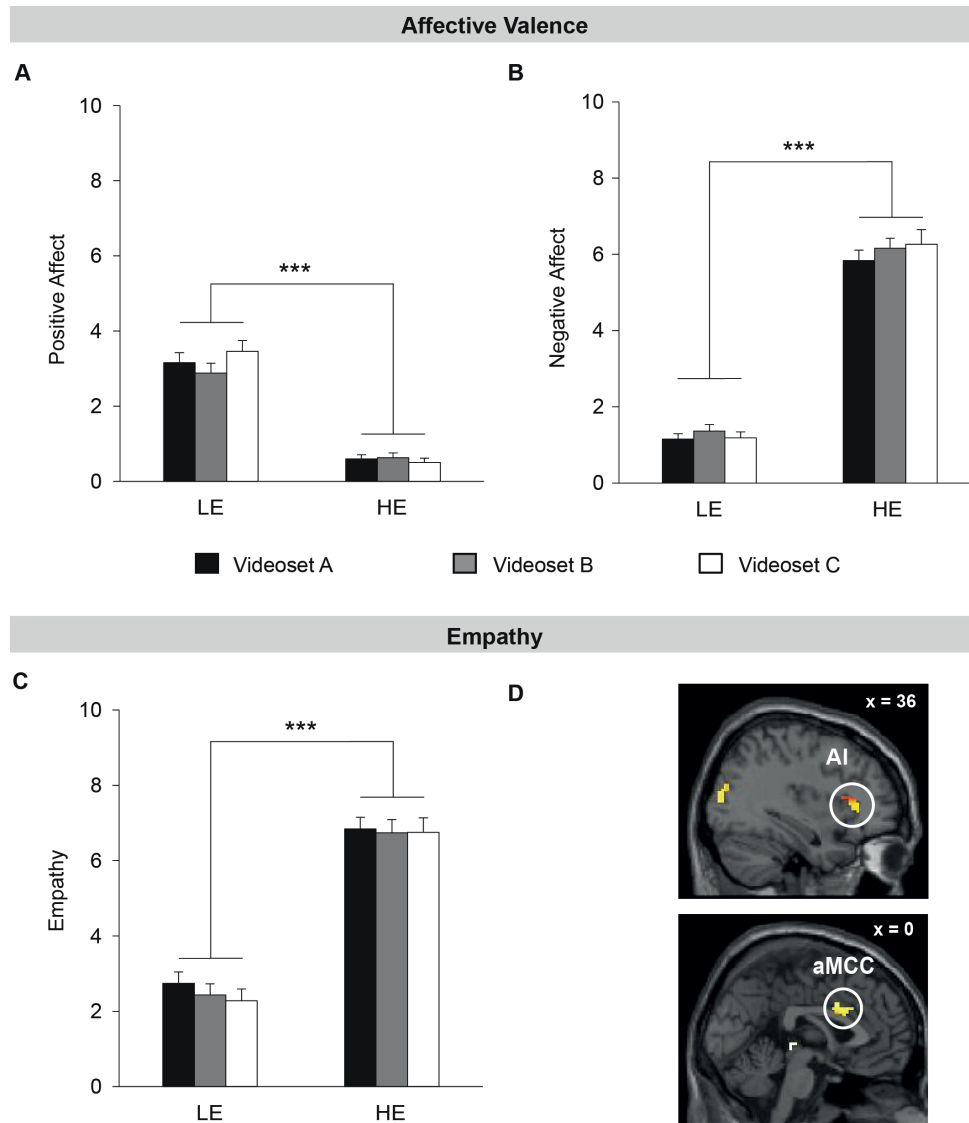 Affective Valence
A
B
10
8
6
4
2
0
Positive Affect
***
LE
HE
10
8
6
4
2
0
Negative Affect
***
LE
HE
Videoset A
Videoset B
Videoset C
Empathy
C
D
10
8
6
4
2
0
Empathy
***
LE
HE
x = 36
AI
x = 0
aMCC